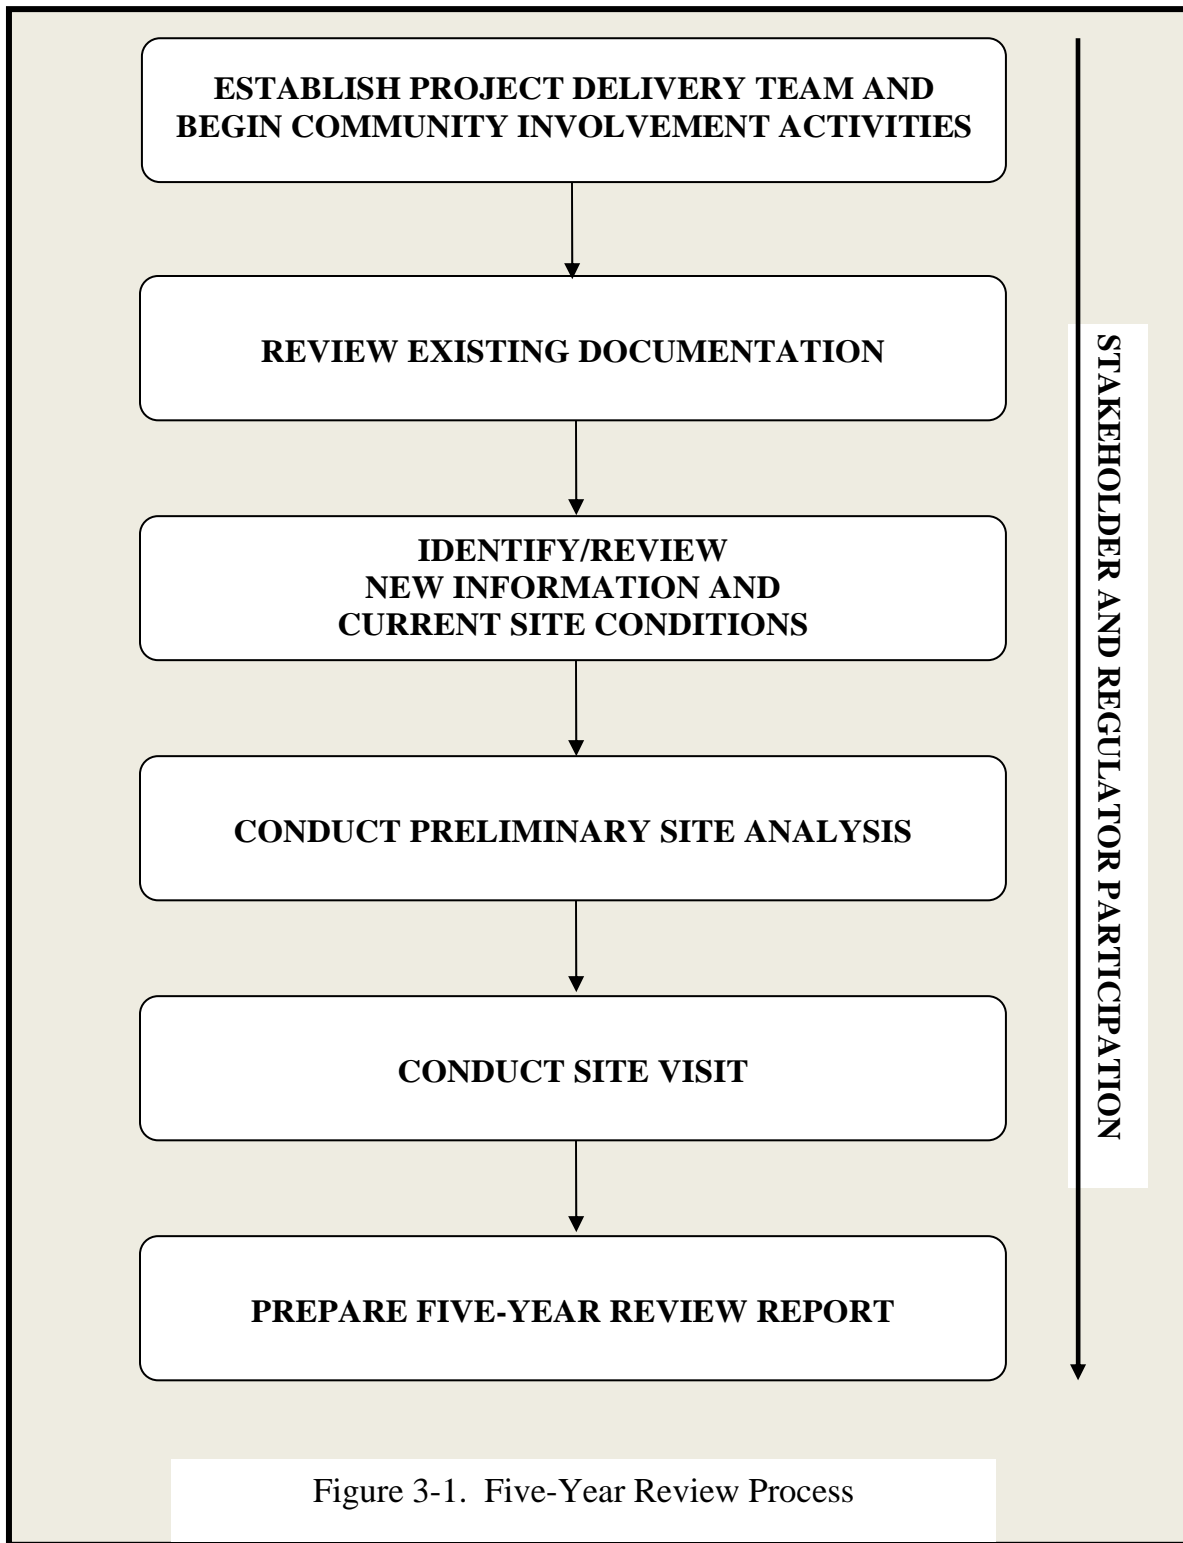 ESTABLISH PROJECT DELIVERY TEAM AND
BEGIN COMMUNITY INVOLVEMENT ACTIVITIES
REVIEW EXISTING DOCUMENTATION
IDENTIFY/REVIEW
NEW INFORMATION AND
CURRENT SITE CONDITIONS
CONDUCT PRELIMINARY SITE ANALYSIS
CONDUCT SITE VISIT
PREPARE FIVE-YEAR REVIEW REPORT
STAKEHOLDER AND REGULATOR PARTICIPATION
Figure 3-1. Five-Year Review Process